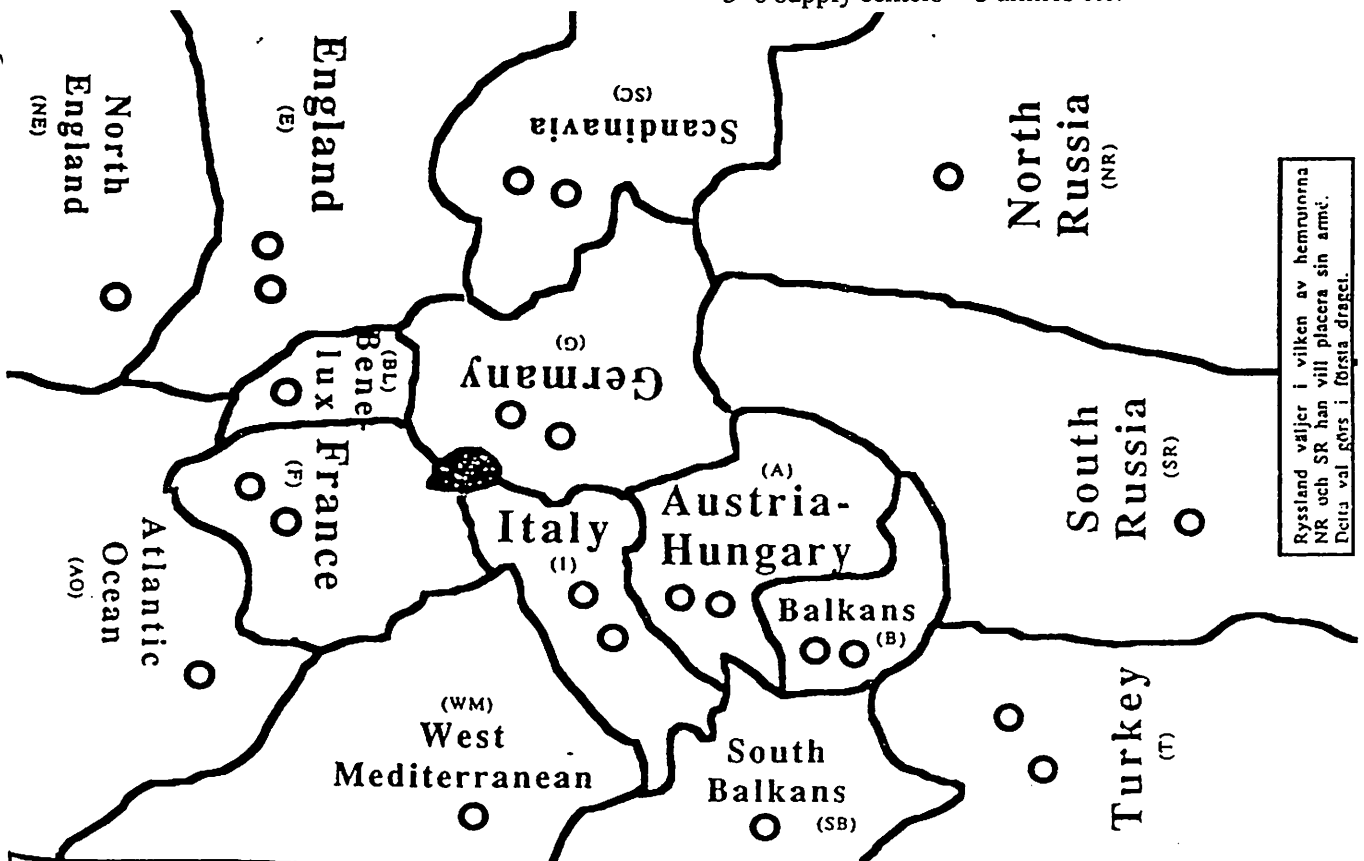 supply centers
North
England
(NE)
England
(E)
Scandinavia
(SC)
North
Russia
(NR)
Ryssland väljer i vilken av hemrutorna
NR och SR han vill placera sin armé.
Detta val görs i första draget.
(BL)
Bene-
lux
Germany
(G)
France
(F)
Atlantic
Ocean
(AO)
Italy
(I)
(A)
Austria-
Hungary
Balkans
(B)
South
Russia
(SR)
(WM)
West
Mediterranean
South
Balkans
(SB)
Turkey
(T)